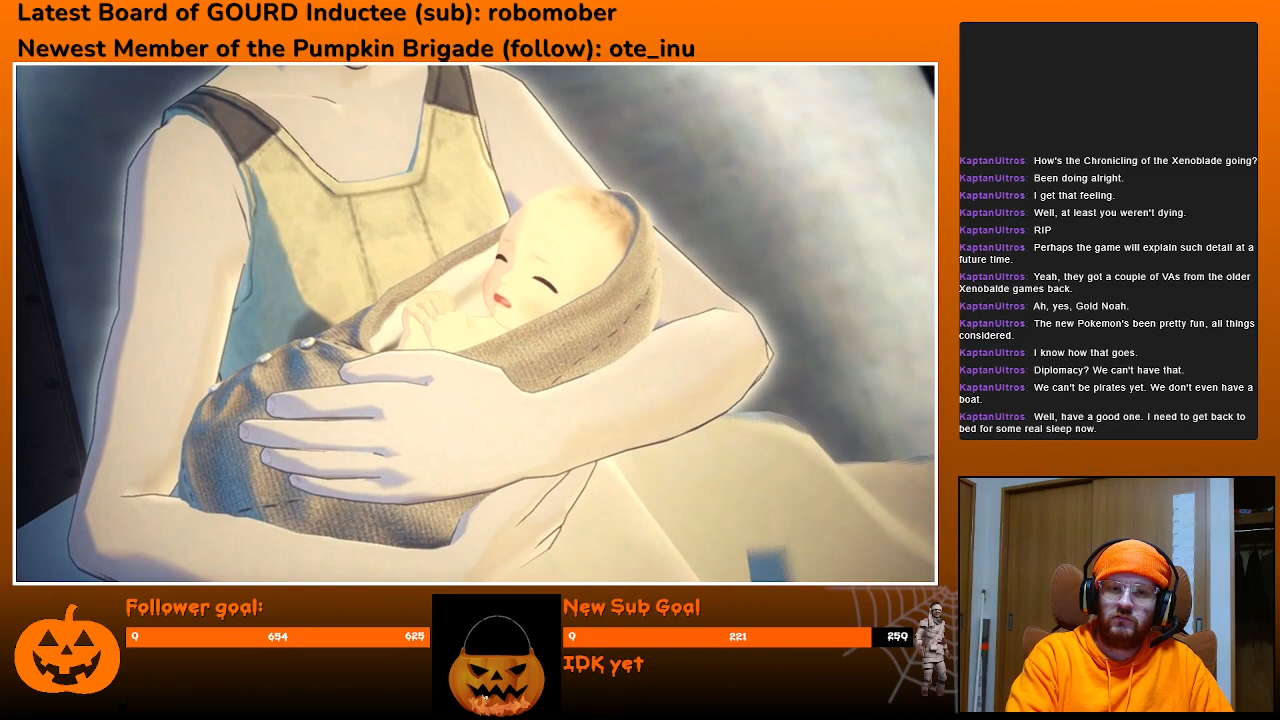 Latest Board of GOURD Inductee (sub): robomober
Newest Member of the Pumpkin Brigade (follow): ote_inu
KaptanUltros: How's the Chronicling of the Xenoblade going?
KaptanUltros: Been doing alright.
KaptanUltros: I get that feeling.
KaptanUltros: Well, at least you weren't dying.
KaptanUltros: RIP
KaptanUltros: Perhaps the game will explain such detail at a
future time.
KaptanUltros: Yeah, they got a couple of VAs from the older
Xenobalde games back.
KaptanUltros: Ah, yes, Gold Noah.
KaptanUltros: The new Pokemon's been pretty fun, all things
considered.
KaptanUltros: I know how that goes.
KaptanUltros: Diplomacy? We can't have that.
KaptanUltros: We can't be pirates yet. We don't even have a
boat.
KaptanUltros: Well, have a good one. I need to get back to
bed for some real sleep now.
Follower goal:
0 654 625
New Sub Goal
0 221 250
IDK yet